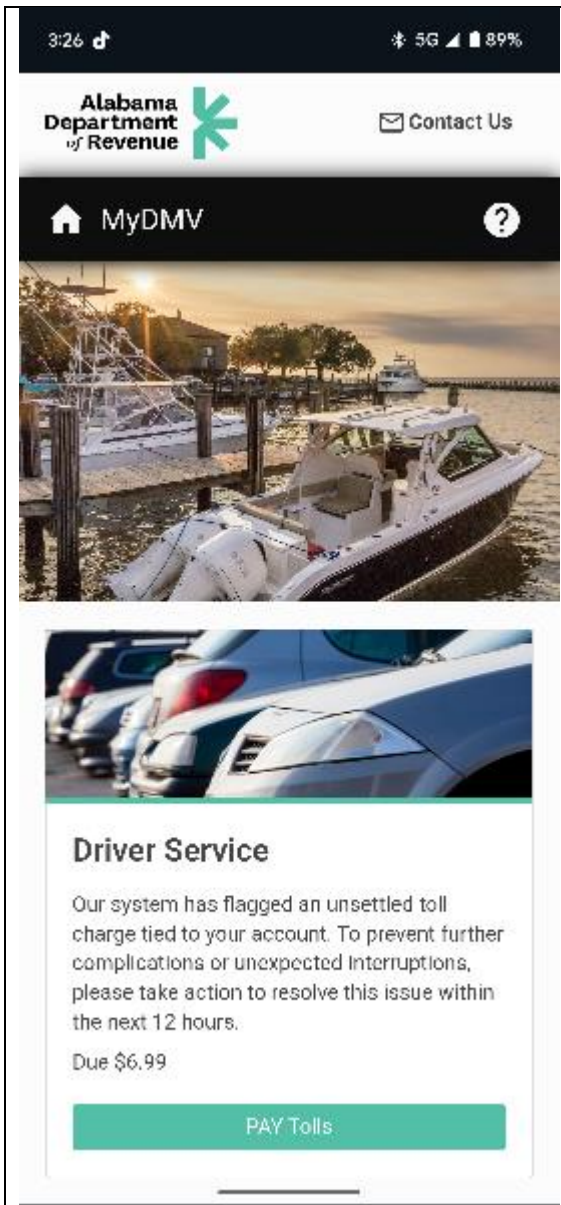 3:26 5G 89%
Alabama
Department
of Revenue
Contact Us
MyDMV
Driver Service
Our system has flagged an unsettled toll
charge tied to your account. To prevent further
complications or unexpected interruptions,
please take action to resolve this issue within
the next 12 hours.
Due $6.99
PAY Tolls